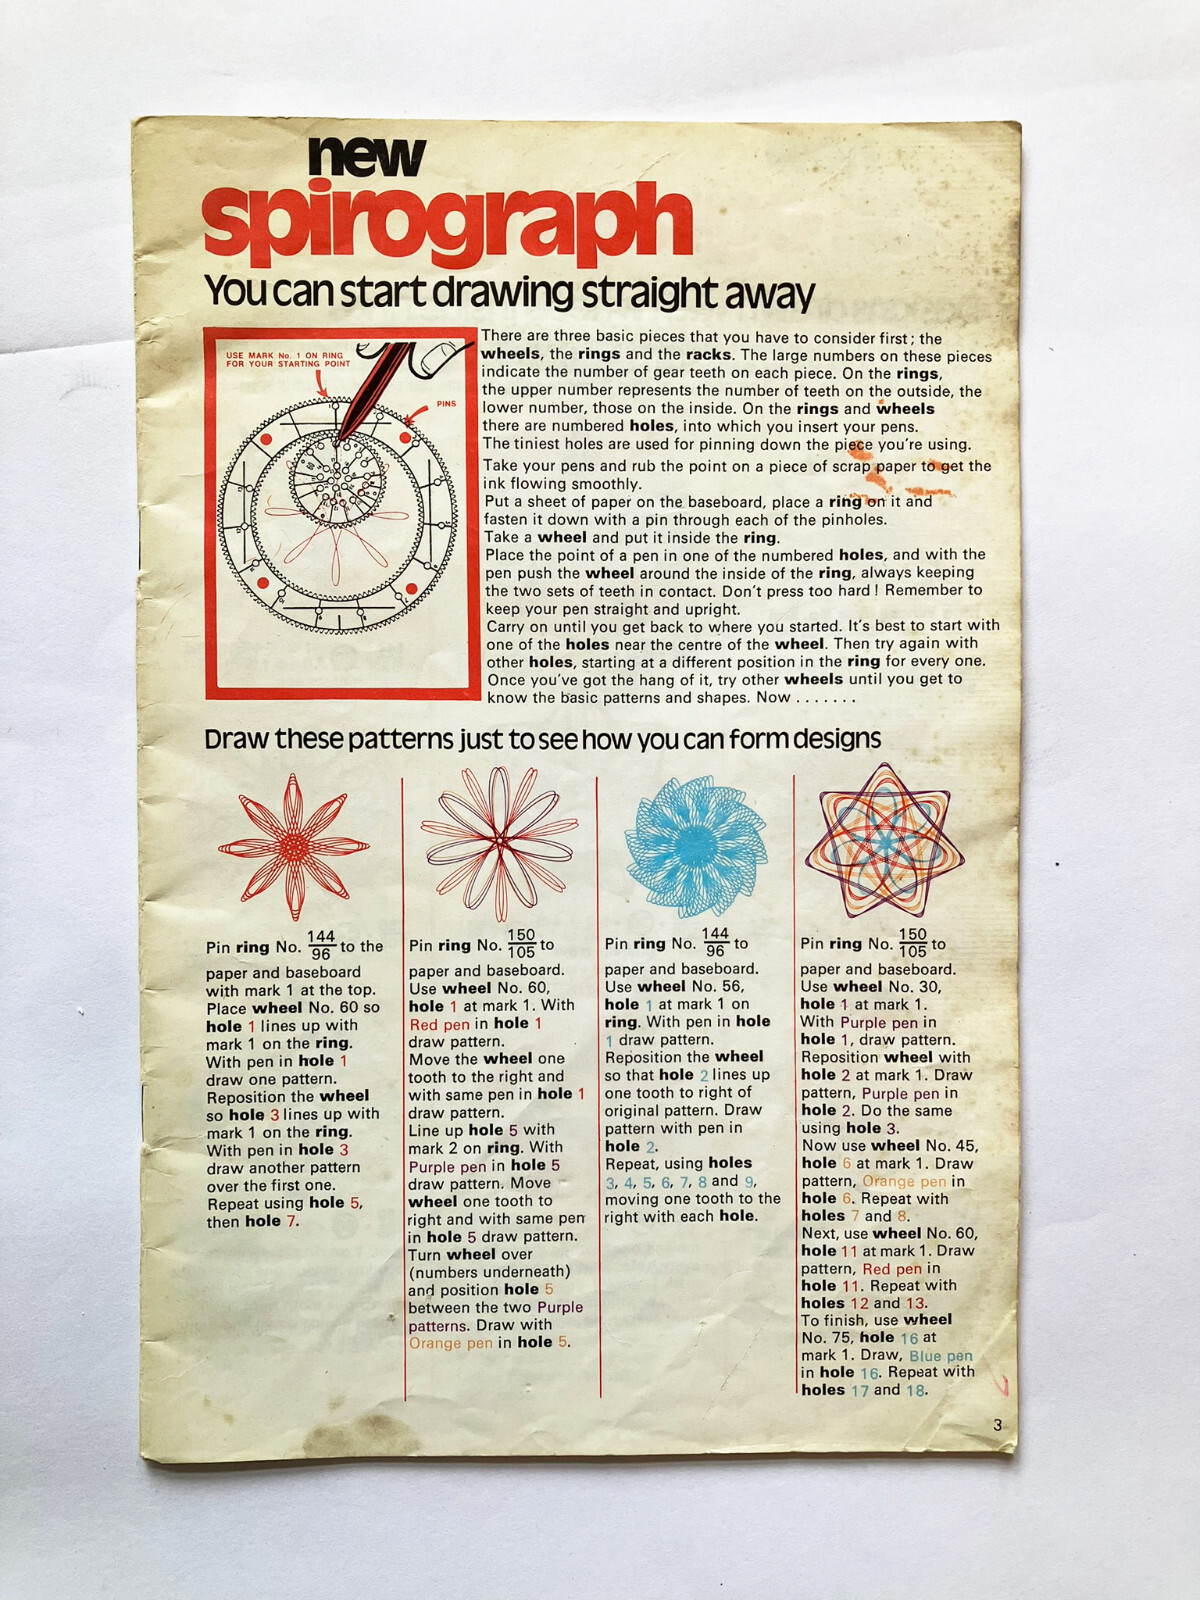 new
spirograph
You can start drawing straight away
USE MARK No. 1 ON RING
FOR YOUR STARTING POINT
PINS
There are three basic pieces that you have to consider first; the
wheels, the rings and the racks. The large numbers on these pieces
indicate the number of gear teeth on each piece. On the rings,
the upper number represents the number of teeth on the outside, the
lower number, those on the inside. On the rings and wheels
there are numbered holes, into which you insert your pens.
The tiniest holes are used for pinning down the piece you're using.
Take your pens and rub the point on a piece of scrap paper to get the
ink flowing smoothly.
Put a sheet of paper on the baseboard, place a ring on it and
fasten it down with a pin through each of the pinholes.
Take a wheel and put it inside the ring.
Place the point of a pen in one of the numbered holes, and with the
pen push the wheel around the inside of the ring, always keeping
the two sets of teeth in contact. Don't press too hard! Remember to
keep your pen straight and upright.
Carry on until you get back to where you started. It's best to start with
one of the holes near the centre of the wheel. Then try again with
other holes, starting at a different position in the ring for every one.
Once you've got the hang of it, try other wheels until you get to
know the basic patterns and shapes. Now .......
Draw these patterns just to see how you can form designs
Pin ring No. 144/96 to the
paper and baseboard
with mark 1 at the top.
Place wheel No. 60 so
hole 1 lines up with
mark 1 on the ring.
With pen in hole 1
draw one pattern.
Reposition the wheel
so hole 3 lines up with
mark 1 on the ring.
With pen in hole 3
draw another pattern
over the first one.
Repeat using hole 5,
then hole 7.
Pin ring No. 150/105 to
paper and baseboard.
Use wheel No. 60,
hole 1 at mark 1. With
Red pen in hole 1
draw pattern.
Move the wheel one
tooth to the right and
with same pen in hole 1
draw pattern.
Line up hole 5 with
mark 2 on ring. With
Purple pen in hole 5
draw pattern. Move
wheel one tooth to
right and with same pen
in hole 5 draw pattern.
Turn wheel over
(numbers underneath)
and position hole 5
between the two Purple
patterns. Draw with
Orange pen in hole 5.
Pin ring No. 144/96 to
paper and baseboard.
Use wheel No. 56,
hole 1 at mark 1 on
ring. With pen in hole
1 draw pattern.
Reposition the wheel
so that hole 2 lines up
one tooth to right of
original pattern. Draw
pattern with pen in
hole 2.
Repeat, using holes
3, 4, 5, 6, 7, 8 and 9,
moving one tooth to the
right with each hole.
Pin ring No. 150/105 to
paper and baseboard.
Use wheel No. 30,
hole 1 at mark 1.
With Purple pen in
hole 1, draw pattern.
Reposition wheel with
hole 2 at mark 1. Draw
pattern, Purple pen in
hole 2. Do the same
using hole 3.
Now use wheel No. 45,
hole 6 at mark 1. Draw
pattern, Orange pen in
hole 6. Repeat with
holes 7 and 8.
Next, use wheel No. 60,
hole 11 at mark 1. Draw
pattern, Red pen in
hole 11. Repeat with
holes 12 and 13.
To finish, use wheel
No. 75, hole 16 at
mark 1. Draw, Blue pen
in hole 16. Repeat with
holes 17 and 18.
3